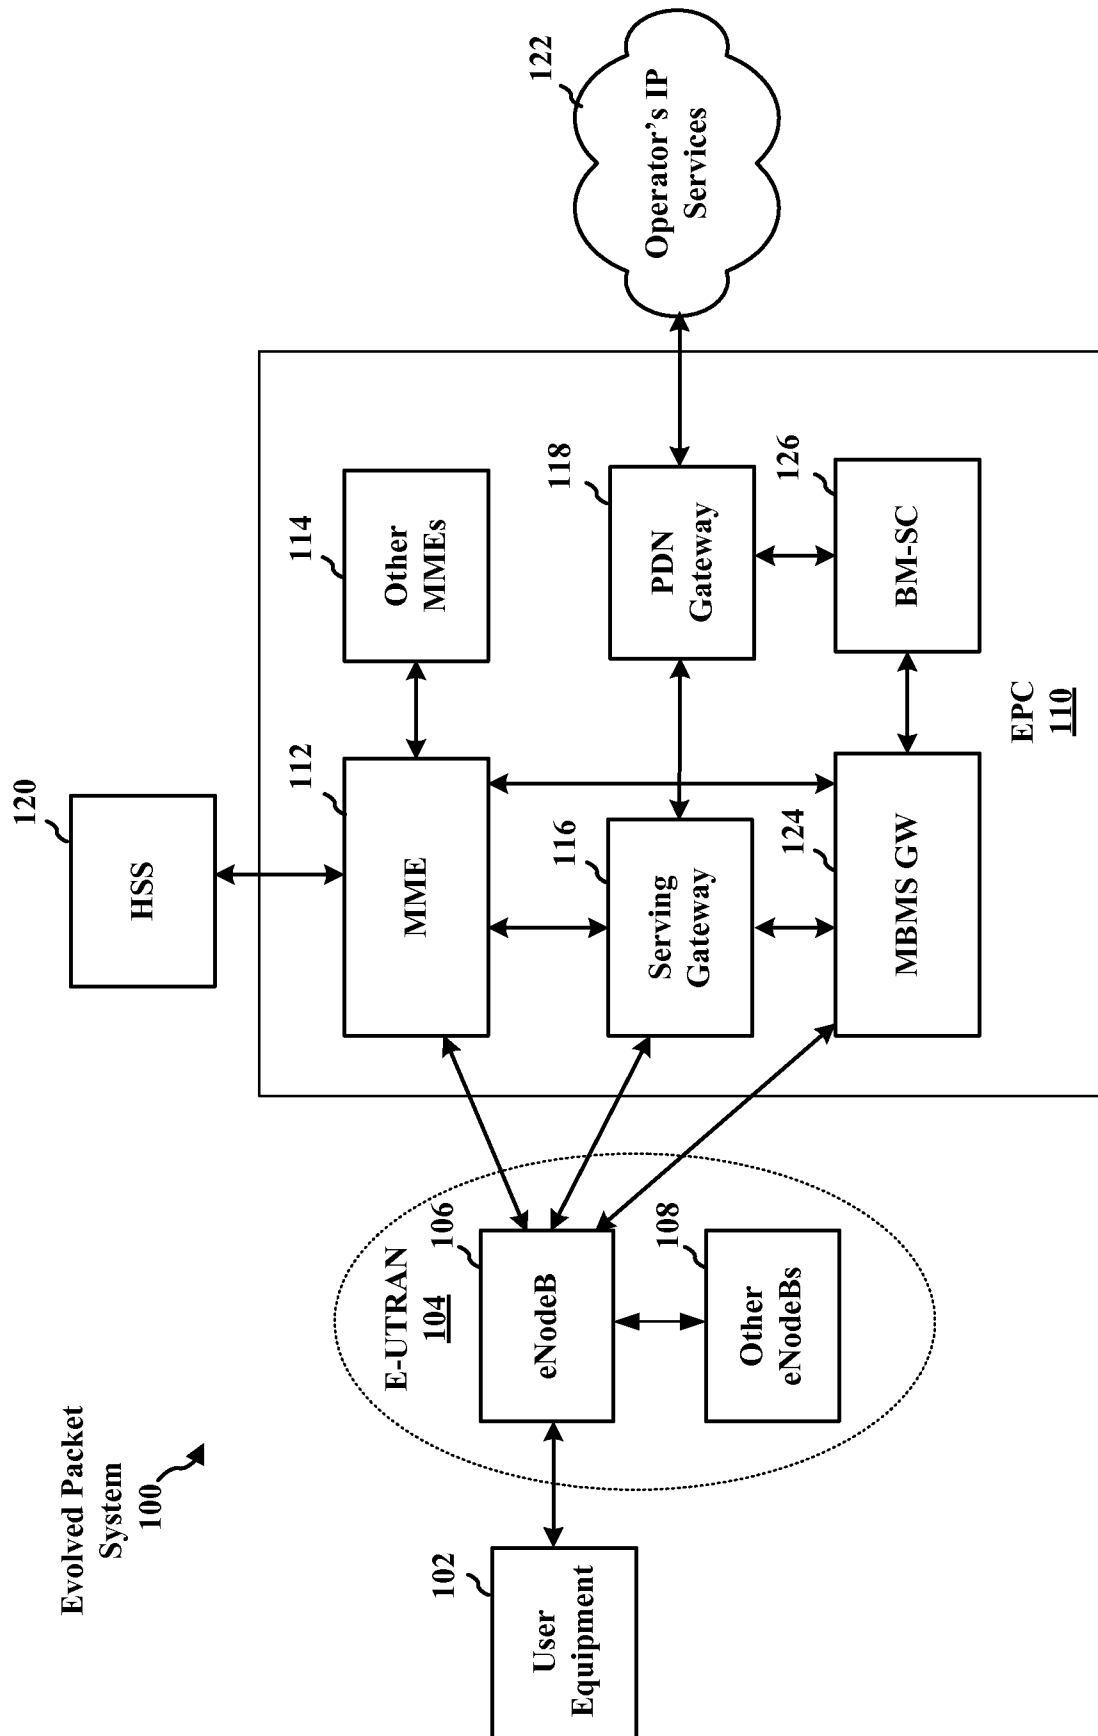 Evolved Packet
System
100
120
HSS
E-UTRAN
104
112
MME
114
Other
MMEs
102
User
Equipment
106
eNodeB
108
Other
eNodeBs
116
Serving
Gateway
118
PDN
Gateway
122
Operator’s IP
Services
124
MBMS GW
126
BM-SC
EPC
110